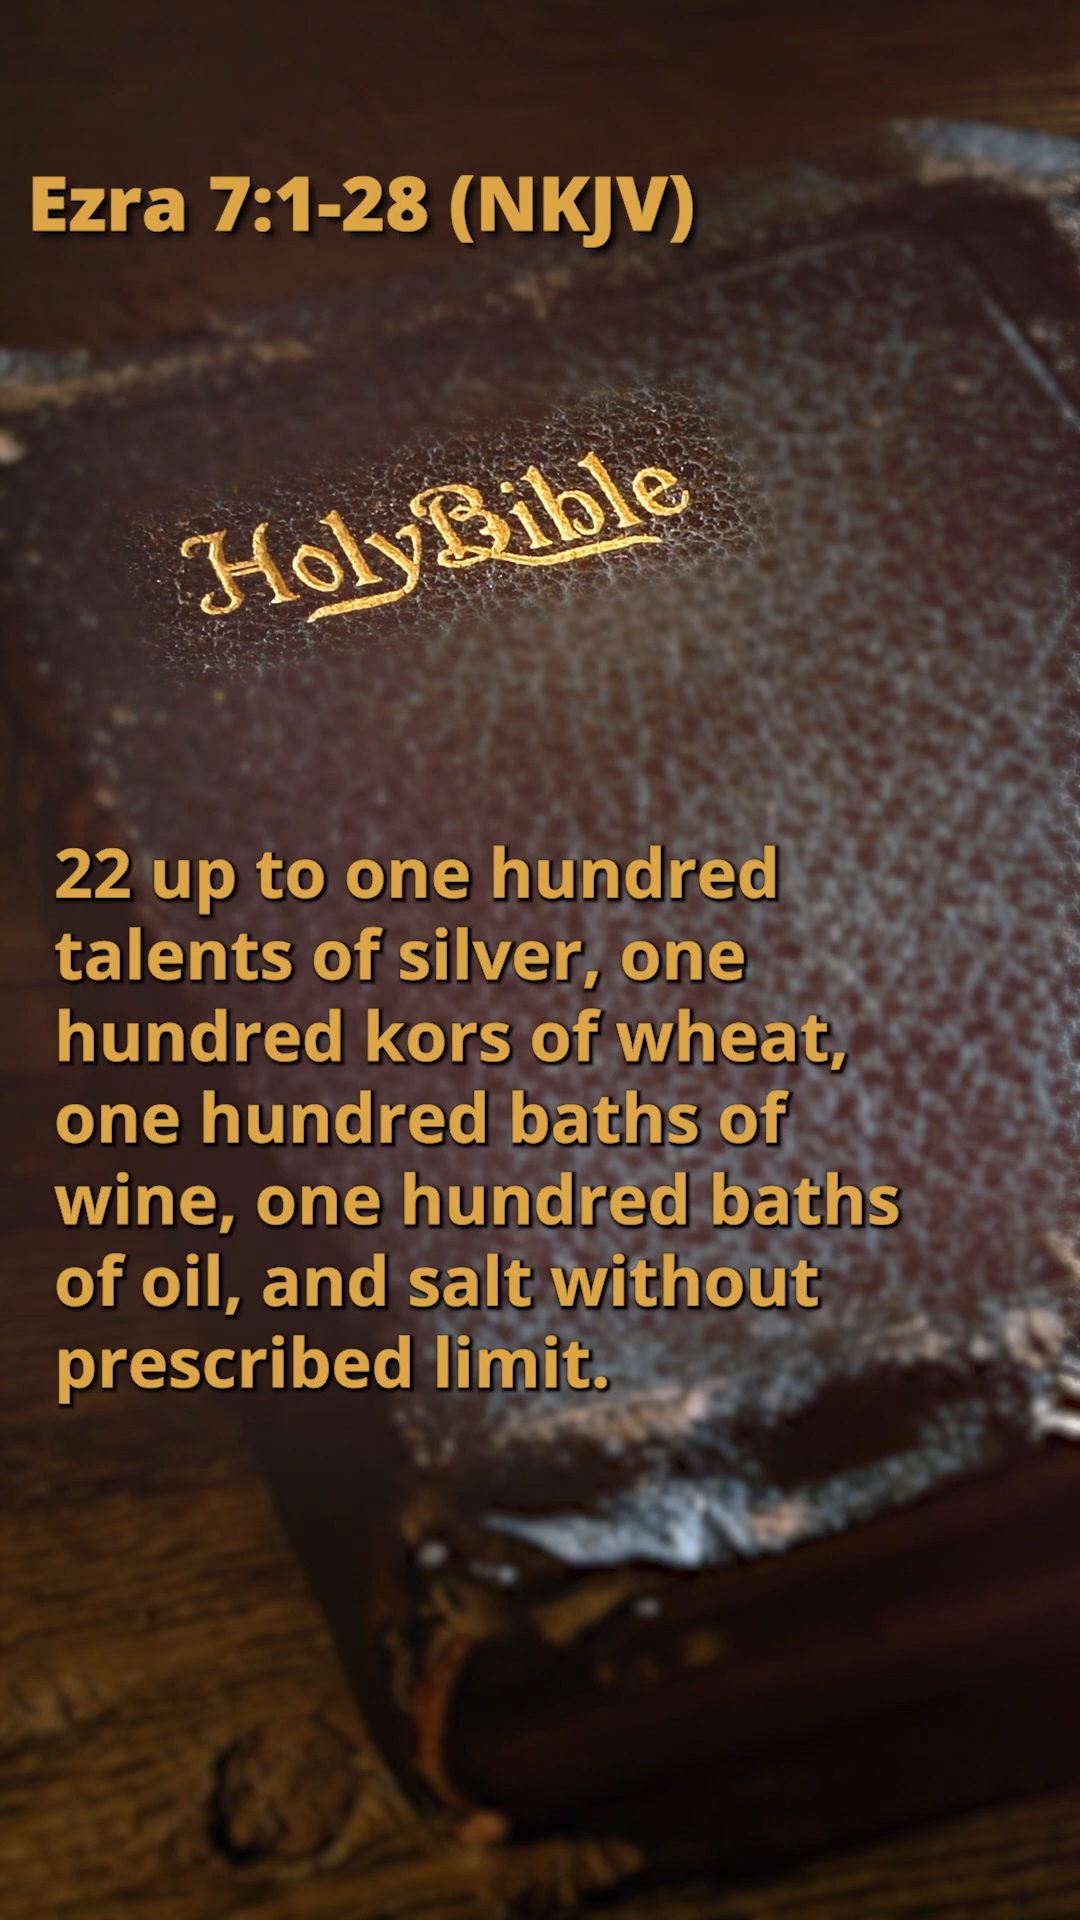 Ezra 7:1-28 (NKJV)
Holy Bible
22 up to one hundred
talents of silver, one
hundred kors of wheat,
one hundred baths of
wine, one hundred baths
of oil, and salt without
prescribed limit.